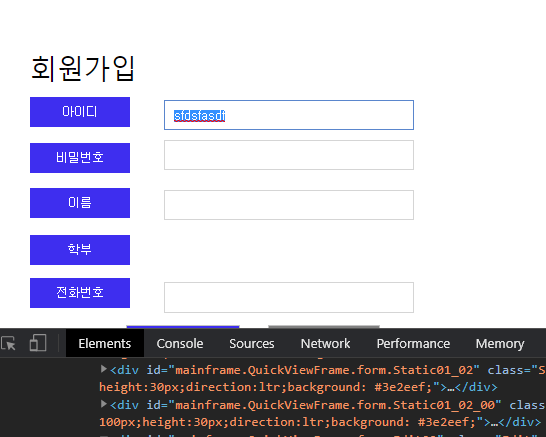 회원가입
아이디
sfdsfasdf
비밀번호
이름
학부
전화번호
Elements Console Sources Network Performance Memory
<div id="mainframe.QuickViewFrame.form.Static01_02" class="S
height:30px;direction:ltr;background: #3e2eef;">…</div>
<div id="mainframe.QuickViewFrame.form.Static01_02_00"
100px;height:30px;direction:ltr;background: #3e2eef;">…</div>